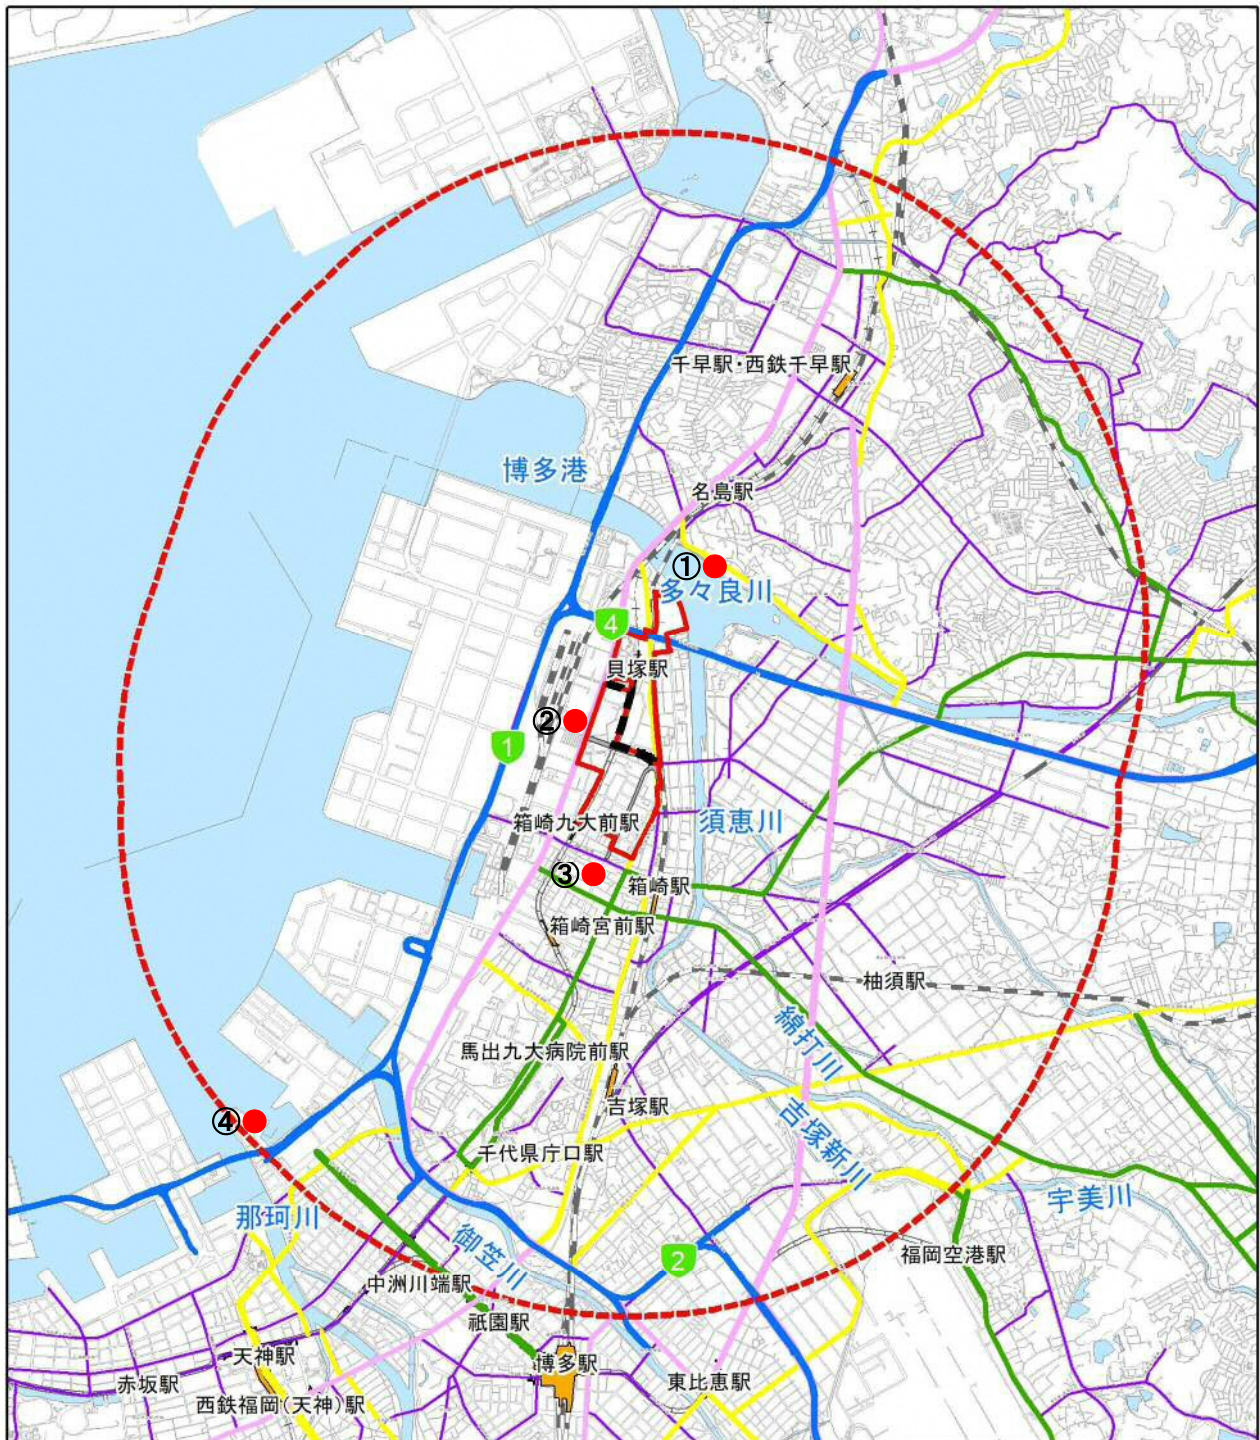 千早駅・西鉄千早駅
博多港
名島駅
①
多々良川
4
貝塚駅
②
1
箱崎九大前駅
須恵川
③
箱崎駅
箱崎宮前駅
柚須駅
綿打川
馬出九大病院前駅
吉塚駅
④
吉塚新川
千代県庁口駅
宇美川
那珂川
御笠川
2
福岡空港駅
中洲川端駅
祇園駅
天神駅
博多駅
赤坂駅
東比恵駅
西鉄福岡(天神)駅